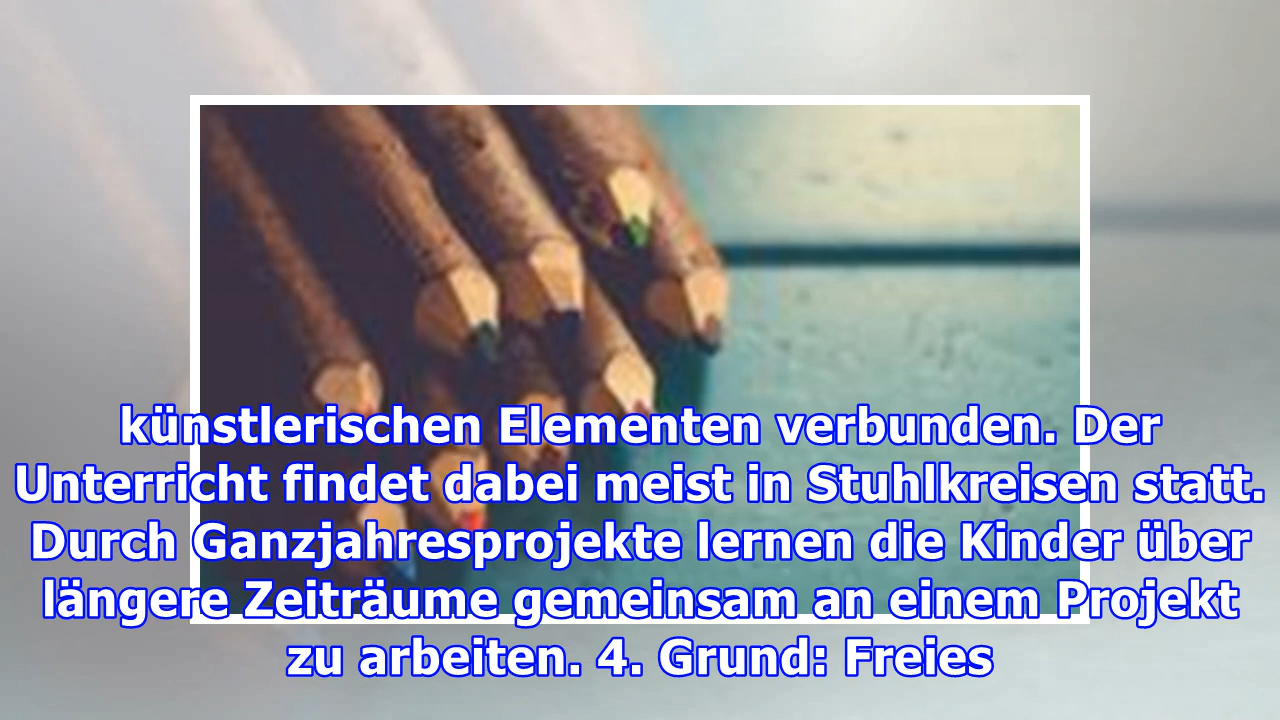 künstlerischen Elementen verbunden. Der
Unterricht findet dabei meist in Stuhlkreisen statt.
Durch Ganzjahresprojekte lernen die Kinder über
längere Zeiträume gemeinsam an einem Projekt
zu arbeiten. 4. Grund: Freies